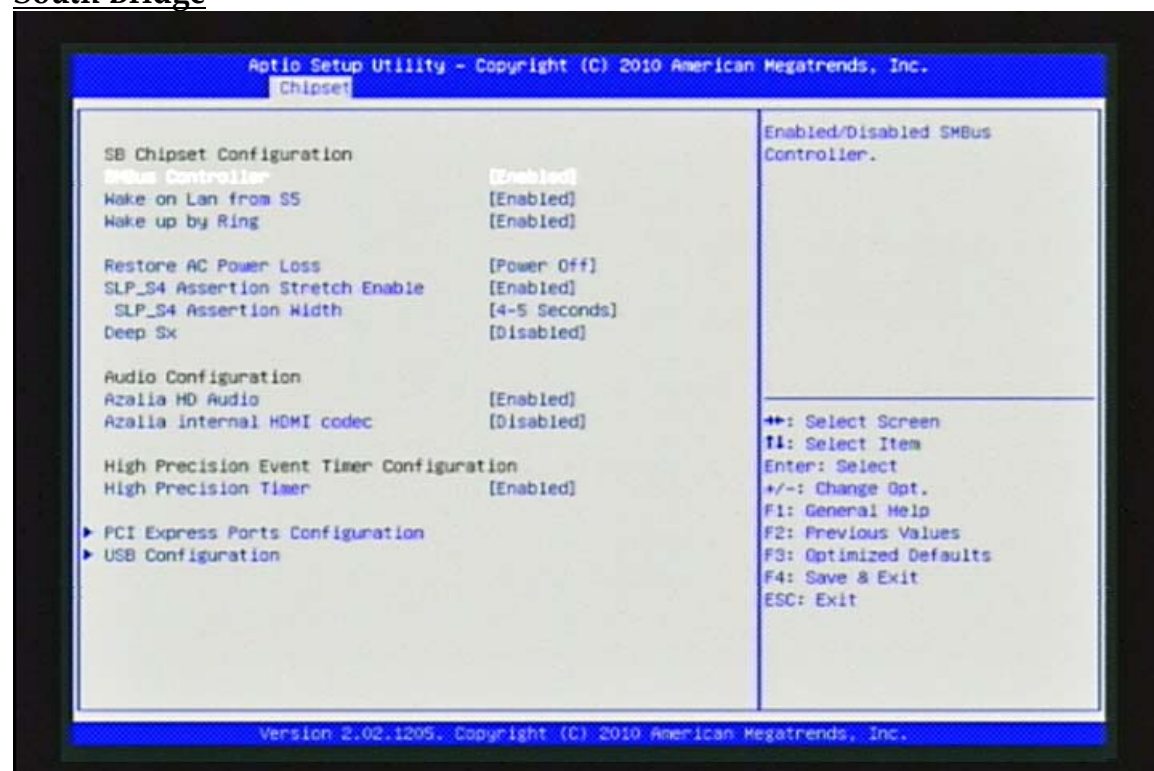 South Bridge
Aptio Setup Utility – Copyright (C) 2010 American Megatrends, Inc.
Chipset
SB Chipset Configuration
SMBus Controller [Enabled]
Wake on Lan from S5 [Enabled]
Wake up by Ring [Enabled]
Restore AC Power Loss [Power Off]
SLP_S4 Assertion Stretch Enable [Enabled]
SLP_S4 Assertion Width [4-5 Seconds]
Deep Sx [Disabled]
Audio Configuration
Azalia HD Audio [Enabled]
Azalia internal HDMI codec [Disabled]
High Precision Event Timer Configuration
High Precision Timer [Enabled]
PCI Express Ports Configuration
USB Configuration
Enabled/Disabled SMBus
Controller.
→←: Select Screen
↑↓: Select Item
Enter: Select
+/-: Change Opt.
F1: General Help
F2: Previous Values
F3: Optimized Defaults
F4: Save & Exit
ESC: Exit
Version 2.02.1205. Copyright (C) 2010 American Megatrends, Inc.